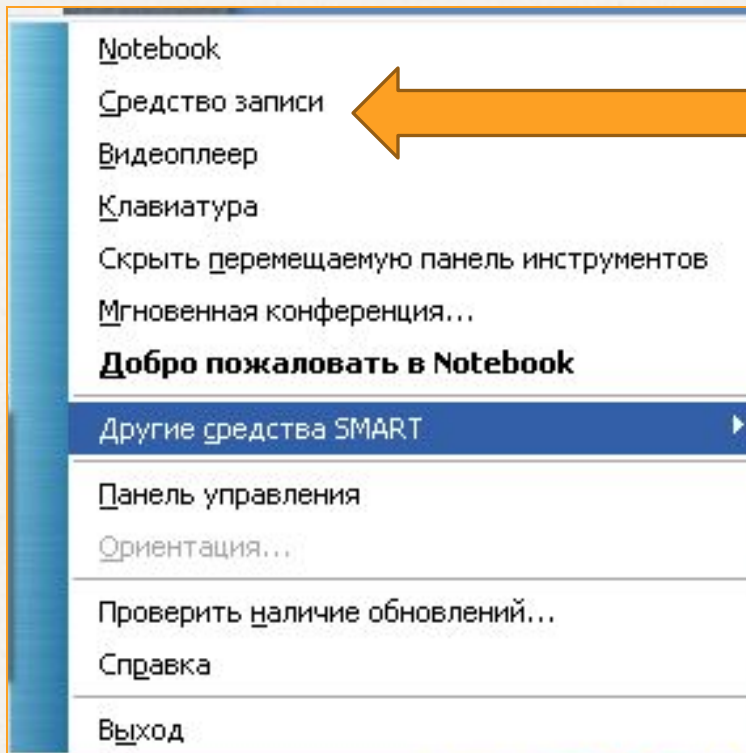 Notebook
Средство записи
Видеоплеер
Клавиатура
Скрыть перемещаемую панель инструментов
Мгновенная конференция...
Добро пожаловать в Notebook
Другие средства SMART
Панель управления
Ориентация...
Проверить наличие обновлений...
Справка
Выход